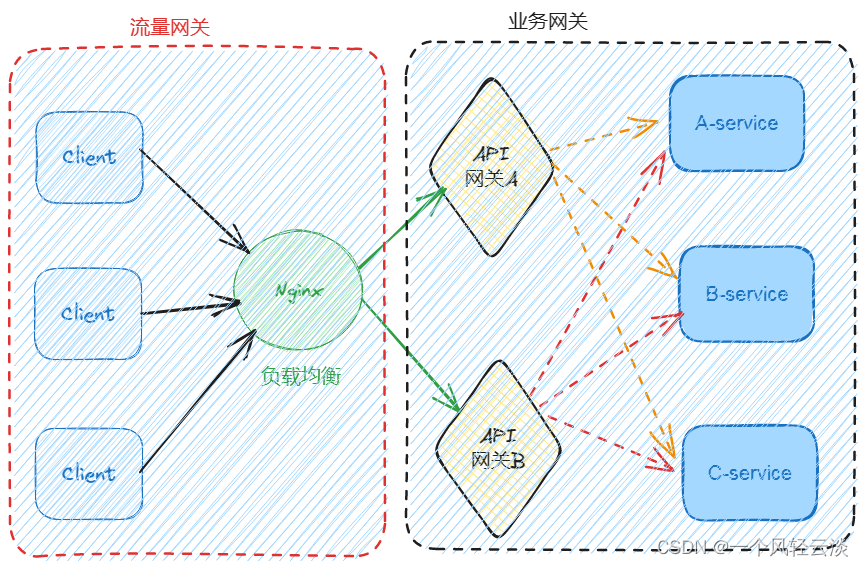 流量网关
业务网关
Client
Client
Client
Nginx
负载均衡
API
网关A
API
网关B
A-service
B-service
C-service
CSDN @一个风轻云淡